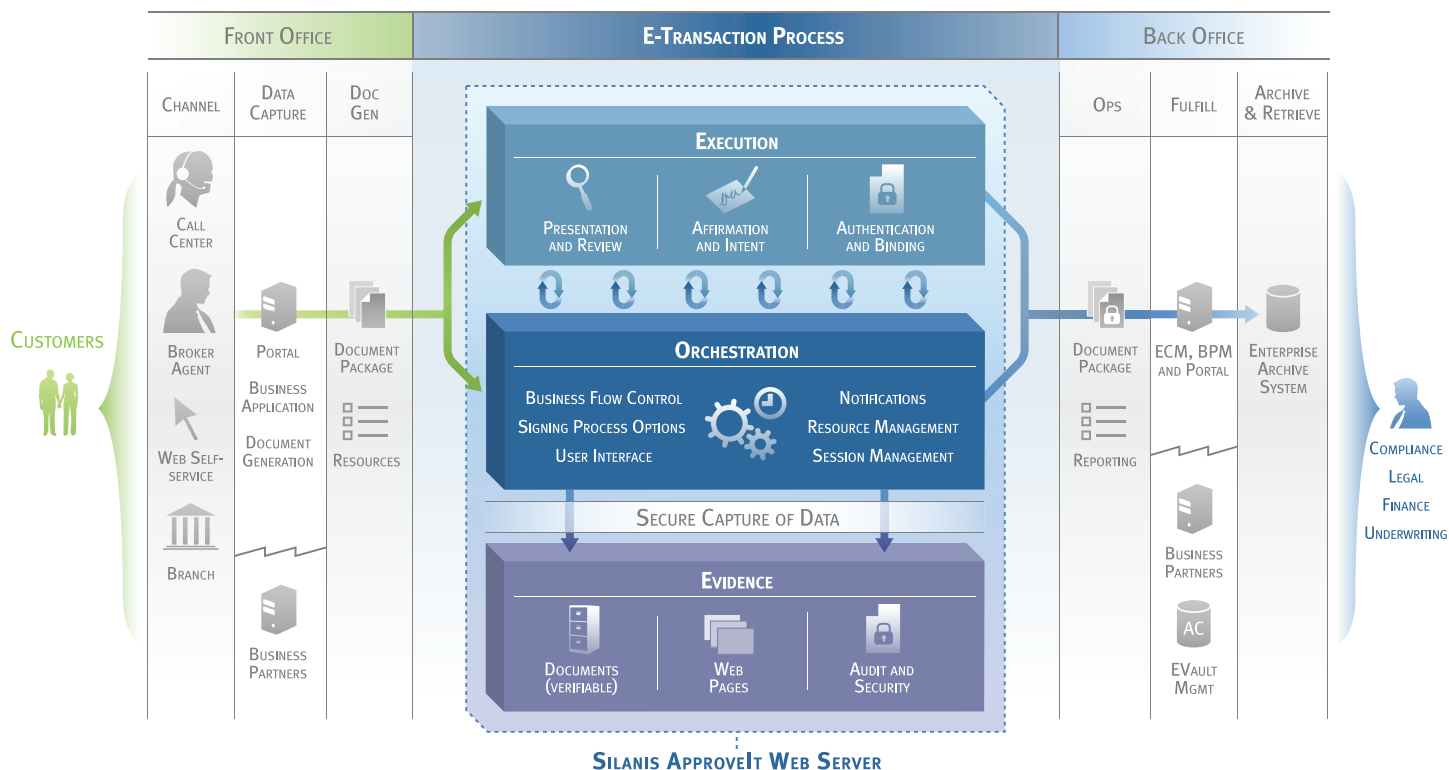 Front Office
E-Transaction Process
Back Office
Channel
Data
Capture
Doc
Gen
Ops
Fulfill
Archive
& Retrieve
Customers
Call
Center
Broker
Agent
Web Self-
service
Branch
Portal
Business
Application
Document
Generation
Business
Partners
Document
Package
Resources
Execution
Presentation
and Review
Affirmation
and Intent
Authentication
and Binding
Orchestration
Business Flow Control
Signing Process Options
User Interface
Notifications
Resource Management
Session Management
Secure Capture of Data
Evidence
Documents
(verifiable)
Web
Pages
Audit and
Security
Silanis ApproveIt Web Server
Document
Package
Reporting
ECM, BPM
and Portal
Business
Partners
AC
EVault
Mgmt
Enterprise
Archive
System
Compliance
Legal
Finance
Underwriting